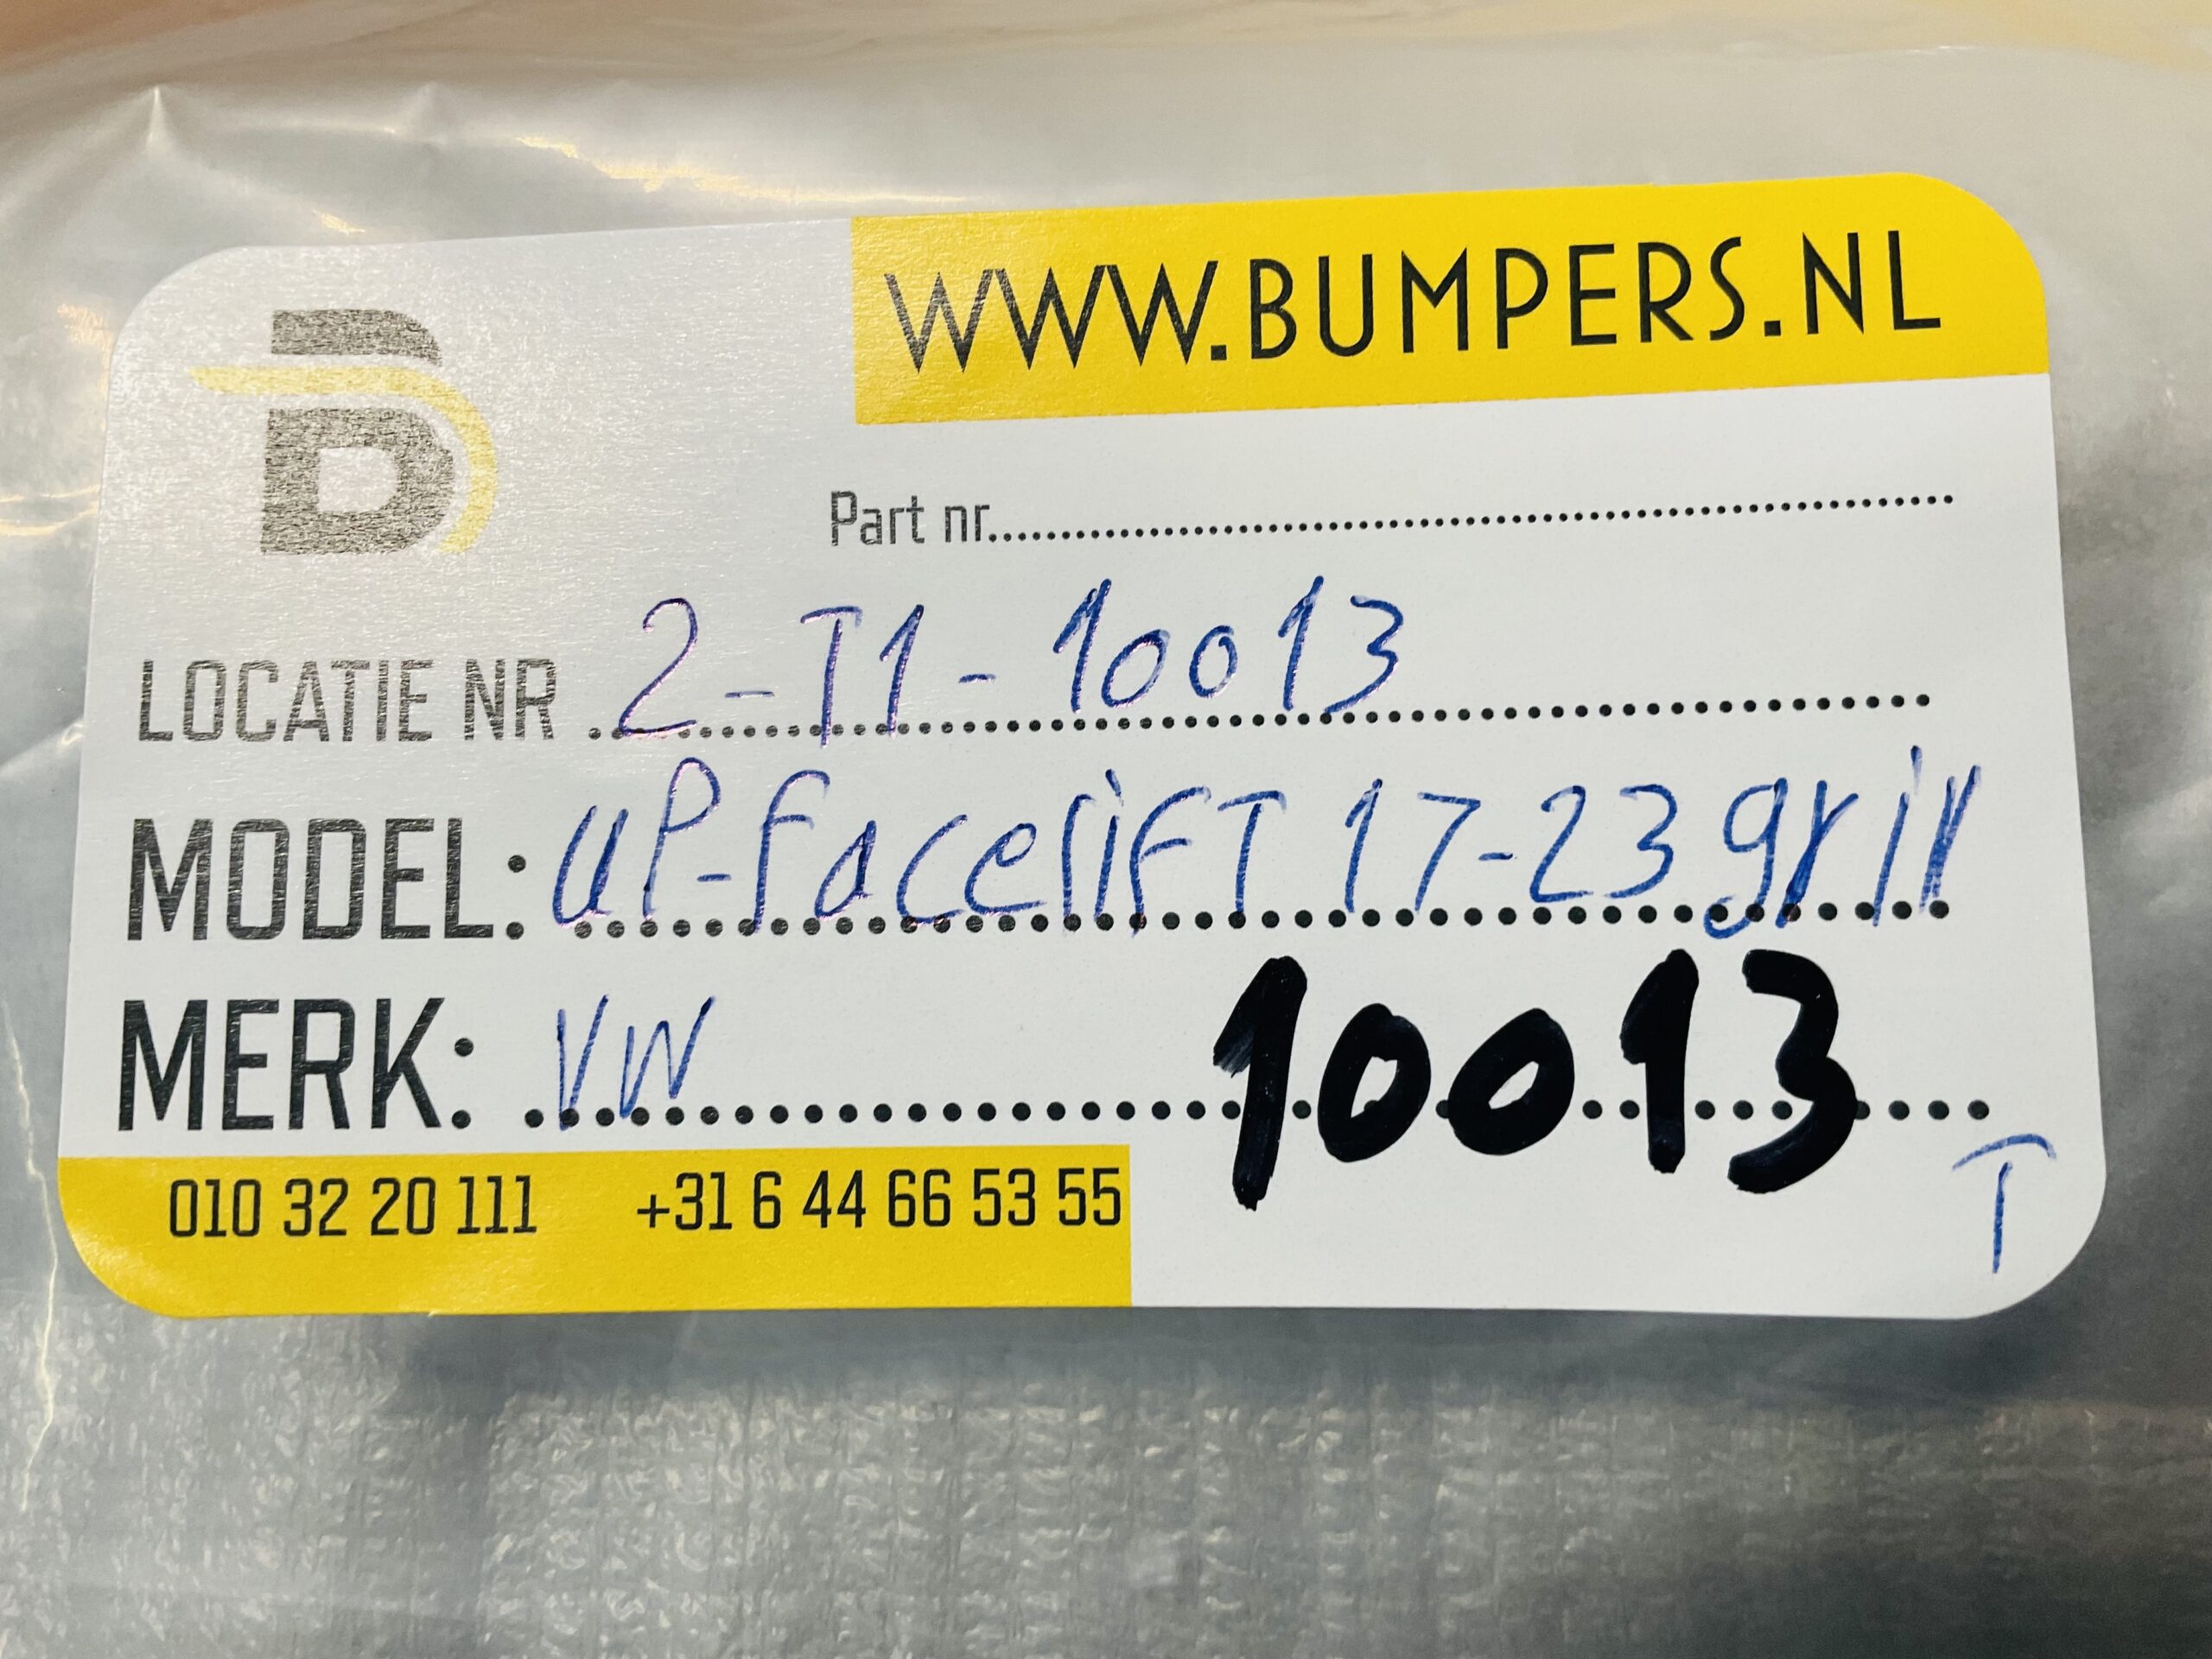 WWW.BUMPERS.NL
Part nr....................
LOCATIE NR 2-T1-10013
MODEL: UP-FaceliFT 17-23 gril
MERK: VW 10013
T
010 32 20 111 +31 6 44 66 53 55